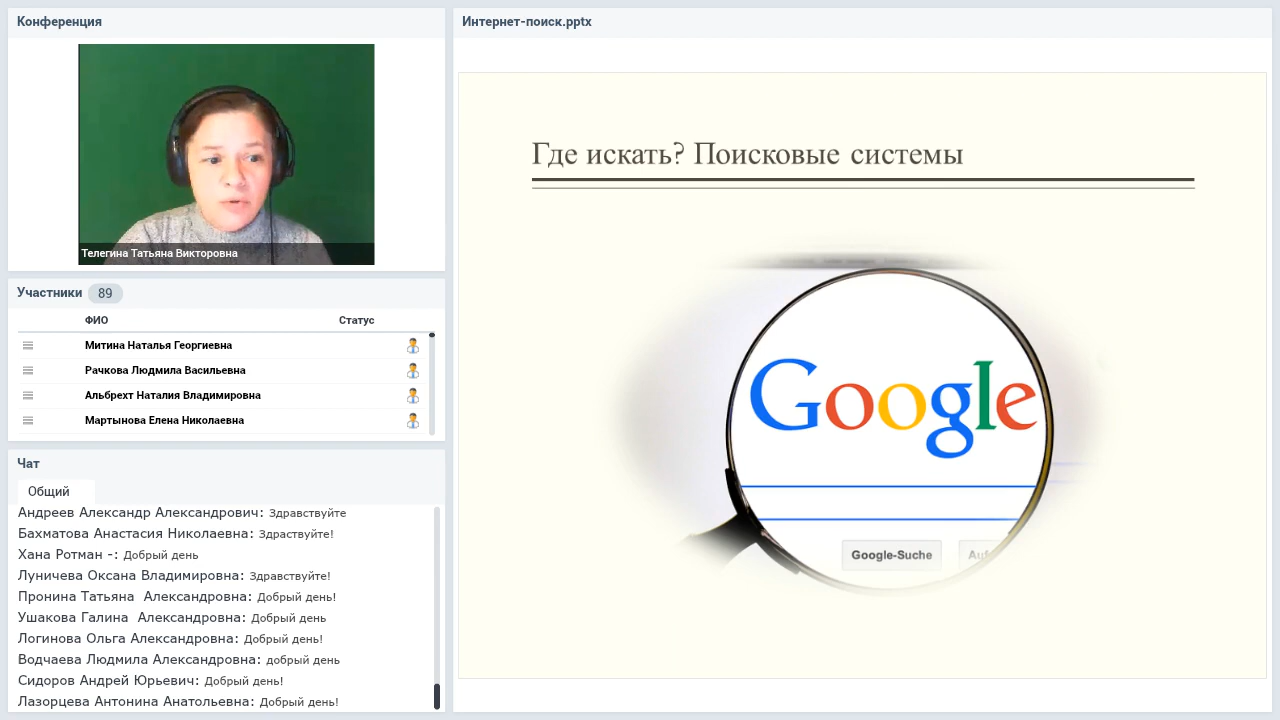 Конференция
Телегина Татьяна Викторовна
Участники 89
ФИО Статус
Митина Наталья Георгиевна
Рачкова Людмила Васильевна
Альбрехт Наталия Владимировна
Мартынова Елена Николаевна
Чат
Общий
Андреев Александр Александрович: Здравствуйте
Бахматова Анастасия Николаевна: Здраствуйте!
Хана Ротман -: Добрый день
Луничева Оксана Владимировна: Здравствуйте!
Пронина Татьяна  Александровна: Добрый день!
Ушакова Галина  Александровна: Добрый день
Логинова Ольга Александровна: Добрый день!
Водчаева Людмила Александровна: добрый день
Сидоров Андрей Юрьевич: Добрый день!
Лазорцева Антонина Анатольевна: Добрый день!
Интернет-поиск.pptx
Где искать? Поисковые системы
Google
Google-Suche